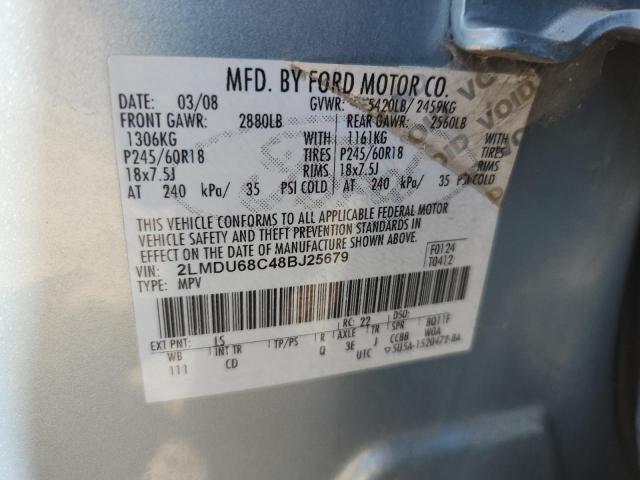 MFD. BY FORD MOTOR CO.
DATE: 03/08 GVWR: 5420LB/ 2459KG
FRONT GAWR: 2880LB REAR GAWR: 2560LB
1306KG WITH 1161KG WITH
P245/60R18 TIRES P245/60R18 TIRES
18x7.5J RIMS 18x7.5J RIMS
AT 240 kPa/ 35 PSI COLD AT 240 kPa/ 35 PSI COLD
THIS VEHICLE CONFORMS TO ALL APPLICABLE FEDERAL MOTOR
VEHICLE SAFETY AND THEFT PREVENTION STANDARDS IN
EFFECT ON THE DATE OF MANUFACTURE SHOWN ABOVE.
VIN: 2LMDU68C48BJ25679 F0124
TYPE: MPV T0412
EXT PNT: LS RC: 22 DSO:
WB INT TR TP/PS R AXLE TR SPR
111 CD Q 3E J CCBB W0A
UTC
VOID VOID